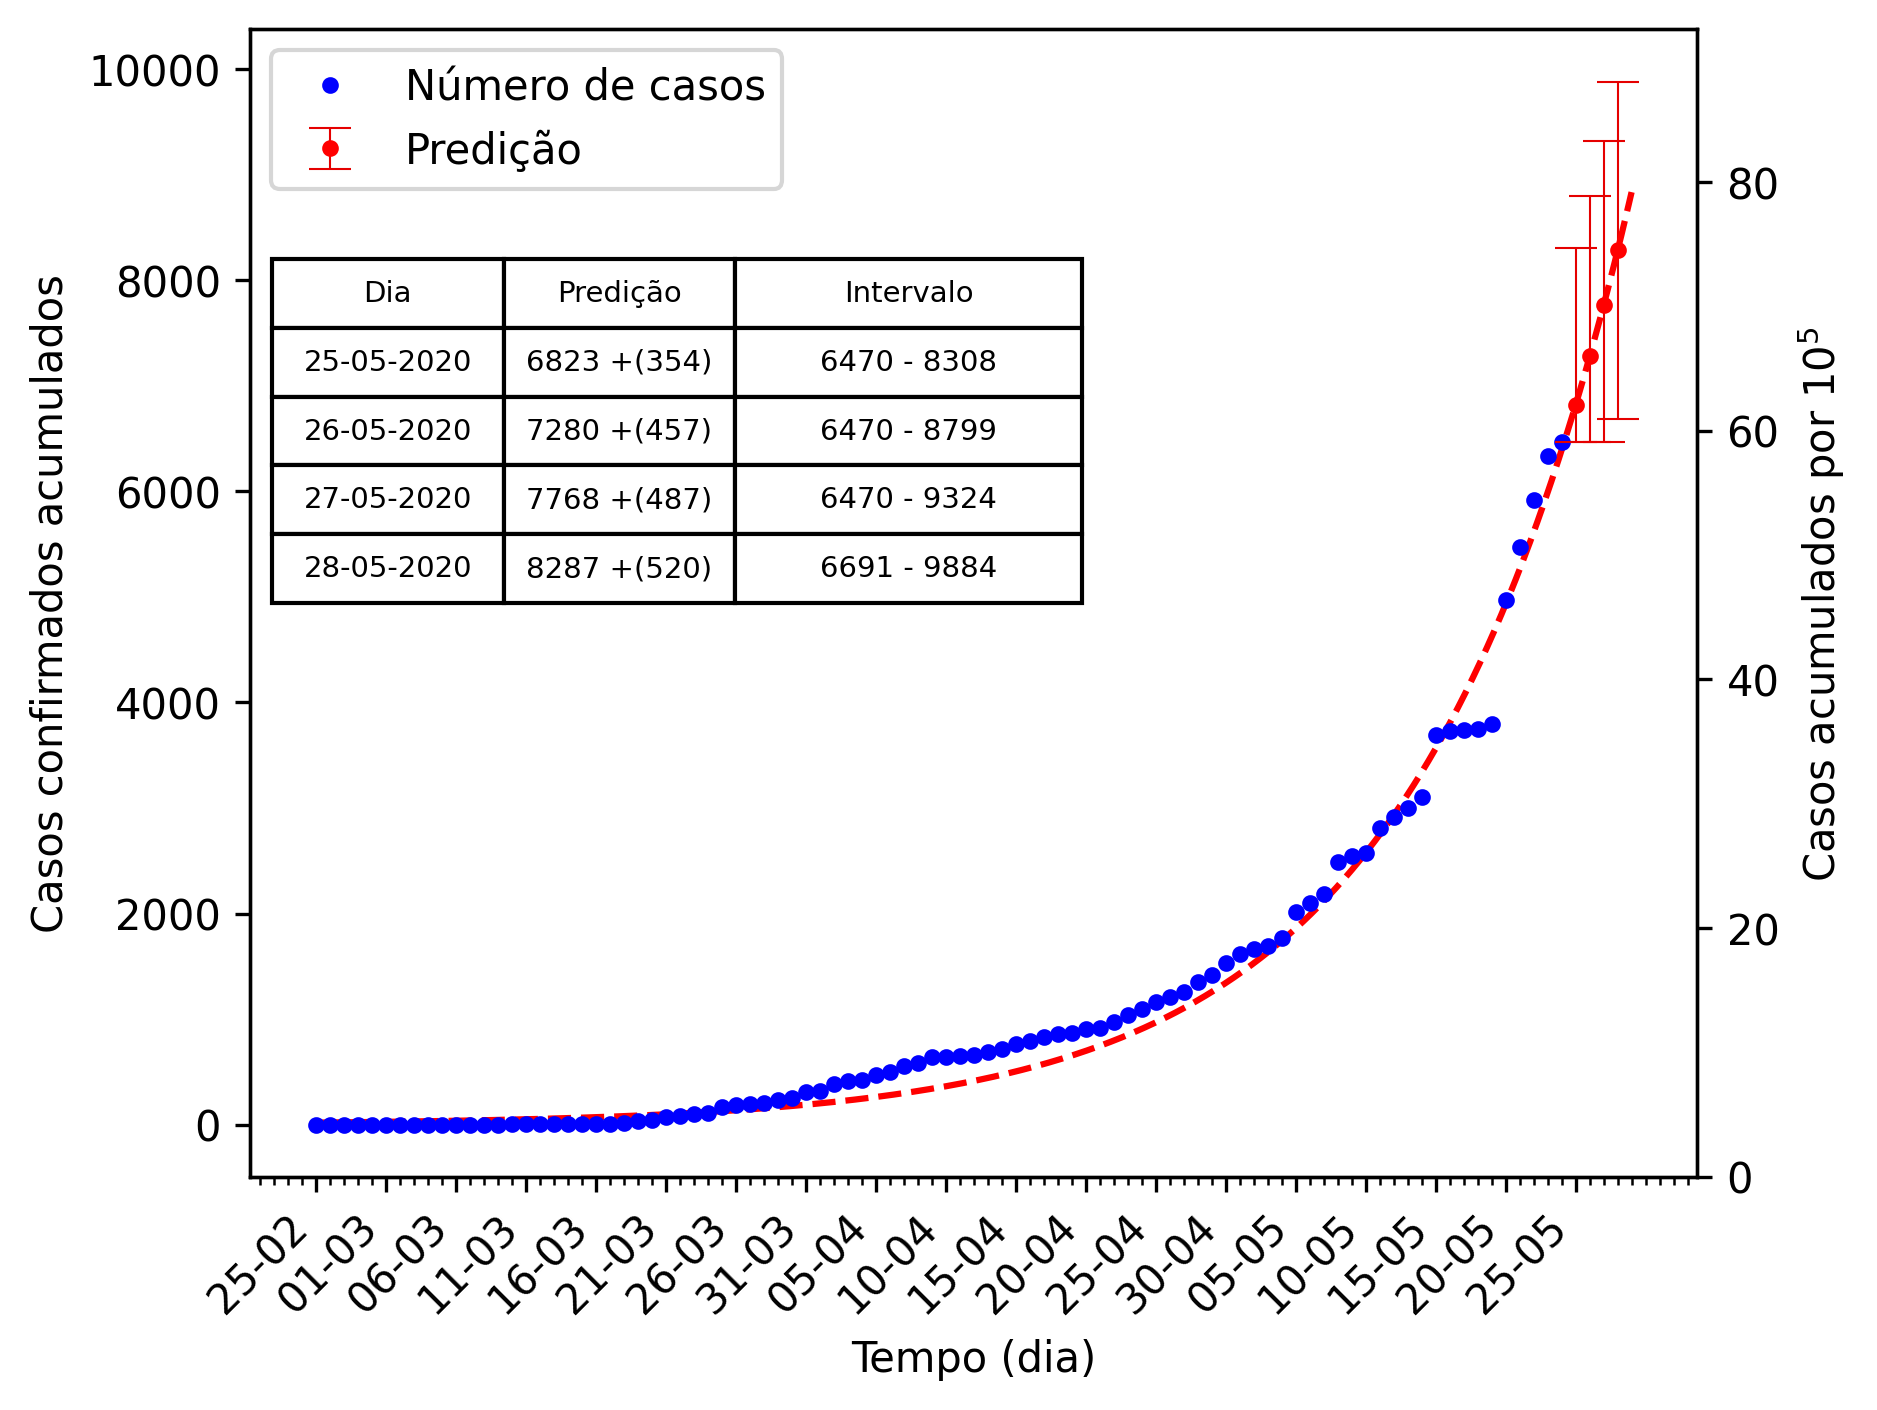 Número de casos
Predição
Dia Predição Intervalo
25-05-2020 6823 +(354) 6470 - 8308
26-05-2020 7280 +(457) 6470 - 8799
27-05-2020 7768 +(487) 6470 - 9324
28-05-2020 8287 +(520) 6691 - 9884
Casos confirmados acumulados
10000
8000
6000
4000
2000
0
Casos acumulados por 10⁵
80
60
40
20
0
25-02 01-03 06-03 11-03 16-03 21-03 26-03 31-03 05-04 10-04 15-04 20-04 25-04 30-04 05-05 10-05 15-05 20-05 25-05
Tempo (dia)